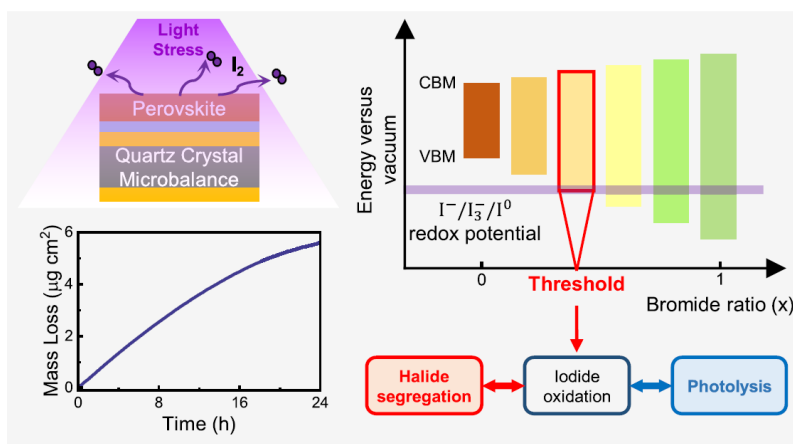 Light
Stress
I₂
Perovskite
Quartz Crystal
Microbalance
Mass Loss (μg cm²)
6
4
2
0
0
8
16
24
Time (h)
Energy versus
vacuum
CBM
VBM
I⁻/I₃⁻/I⁰
redox potential
0
1
Threshold
Bromide ratio (x)
Halide
segregation
Iodide
oxidation
Photolysis